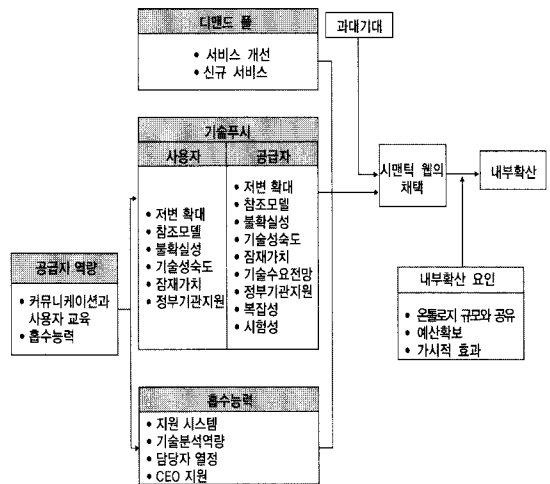 디맨드 풀
• 서비스 개선
• 신규 서비스
과대기대
기술푸시
사용자
• 저변 확대
• 참조모델
• 불확실성
• 기술성숙도
• 잠재가치
• 정부기관지원
공급자
• 저변 확대
• 참조모델
• 불확실성
• 기술성숙도
• 잠재가치
• 기술수요전망
• 정부기관지원
• 복잡성
• 시험성
시맨틱 웹의
채택
내부확산
공급자 역량
• 커뮤니케이션과
사용자 교육
• 흡수능력
내부확산 요인
• 온톨로지 규모와 공유
• 예산확보
• 가시적 효과
흡수능력
• 지원 시스템
• 기술분석역량
• 담당자 열정
• CEO 지원